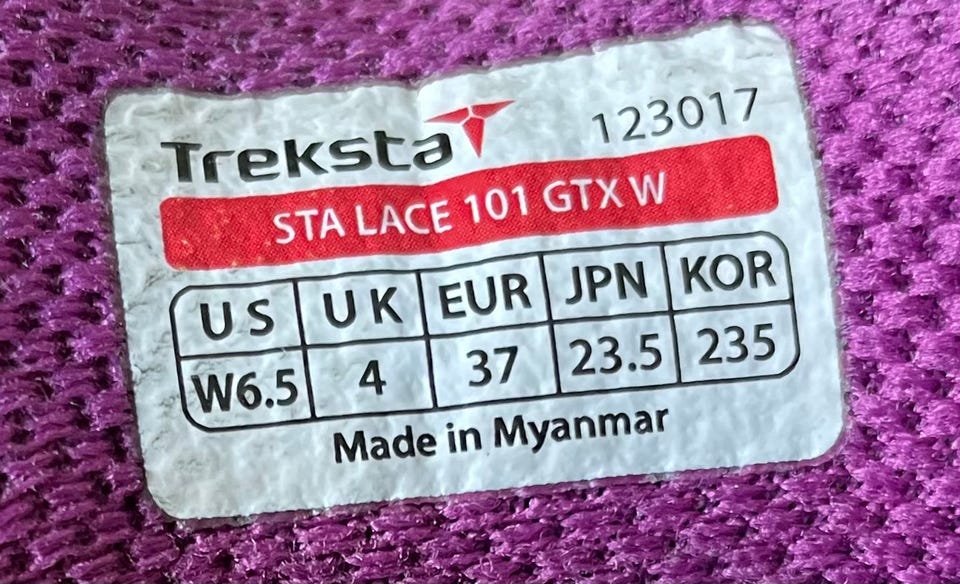 Treksta 123017
STA LACE 101 GTX W
US UK EUR JPN KOR
W6.5 4 37 23.5 235
Made in Myanmar